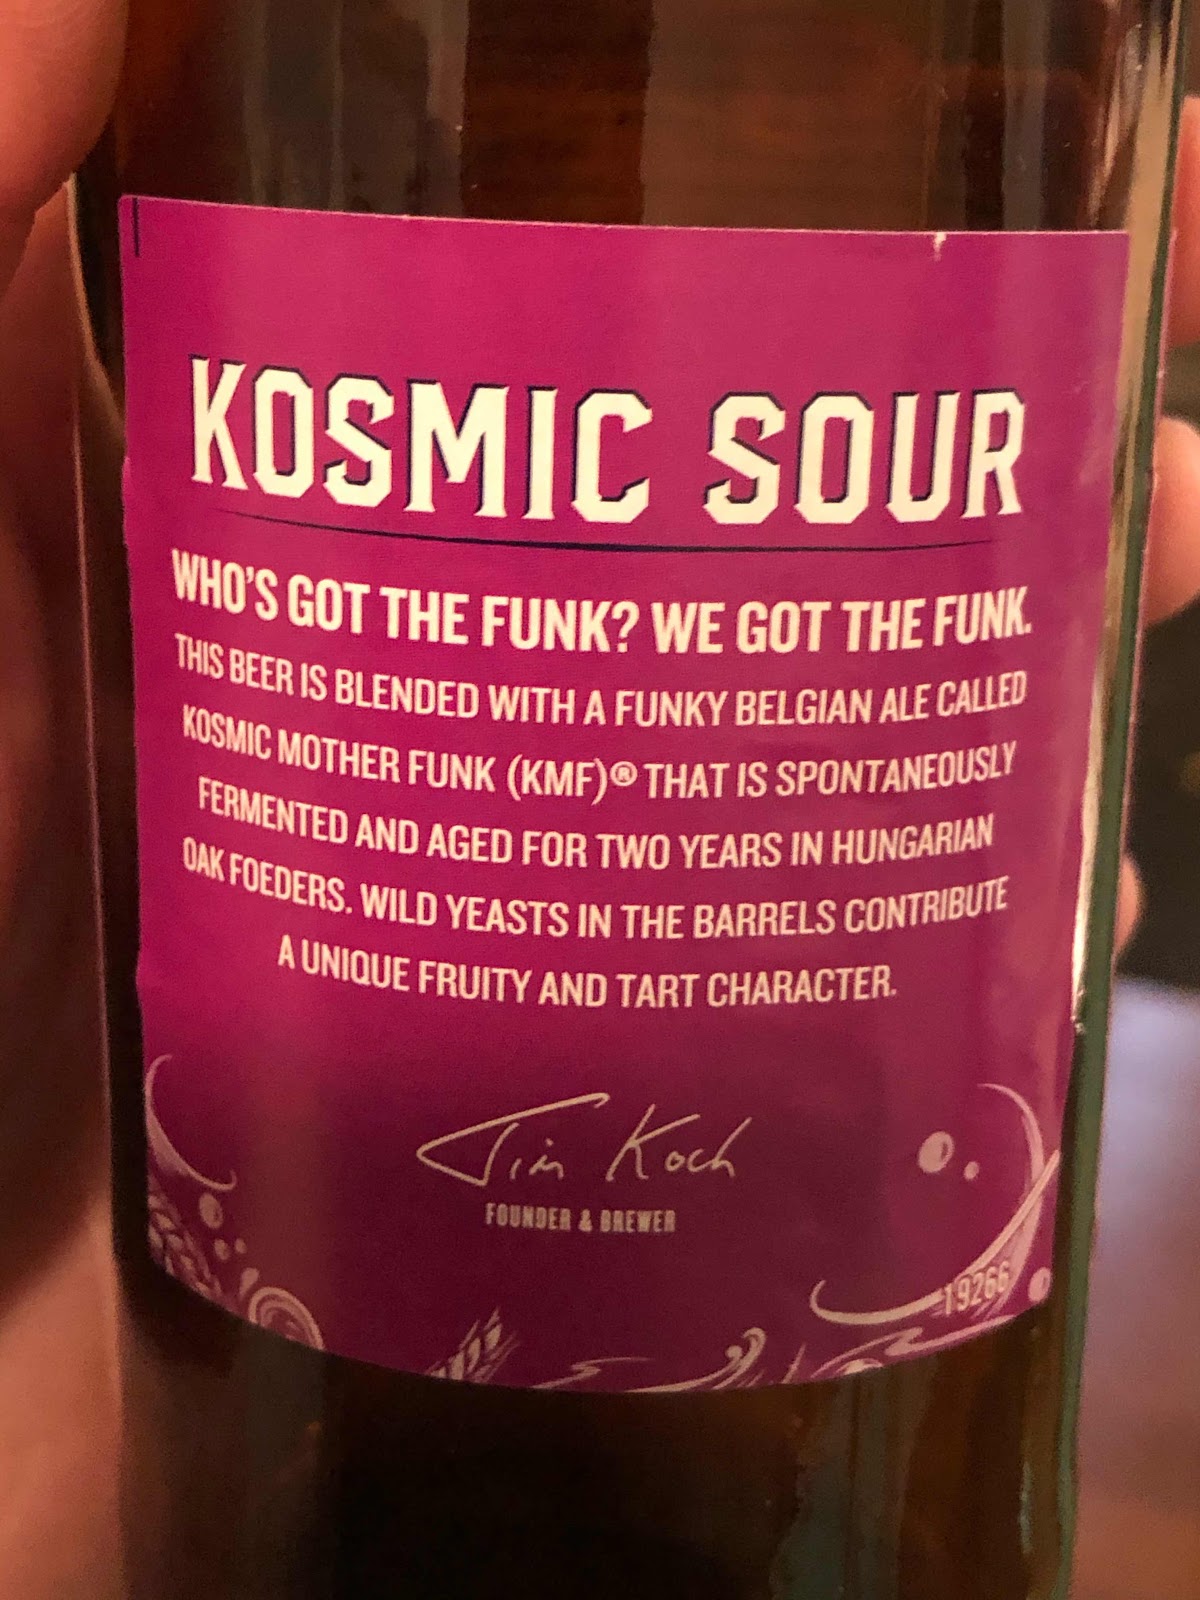 KOSMIC SOUR
WHO'S GOT THE FUNK? WE GOT THE FUNK.
THIS BEER IS BLENDED WITH A FUNKY BELGIAN ALE CALLED
KOSMIC MOTHER FUNK (KMF)® THAT IS SPONTANEOUSLY
FERMENTED AND AGED FOR TWO YEARS IN HUNGARIAN
OAK FOEDERS. WILD YEASTS IN THE BARRELS CONTRIBUTE
A UNIQUE FRUITY AND TART CHARACTER.
Jim Koch
FOUNDER & BREWER
19266